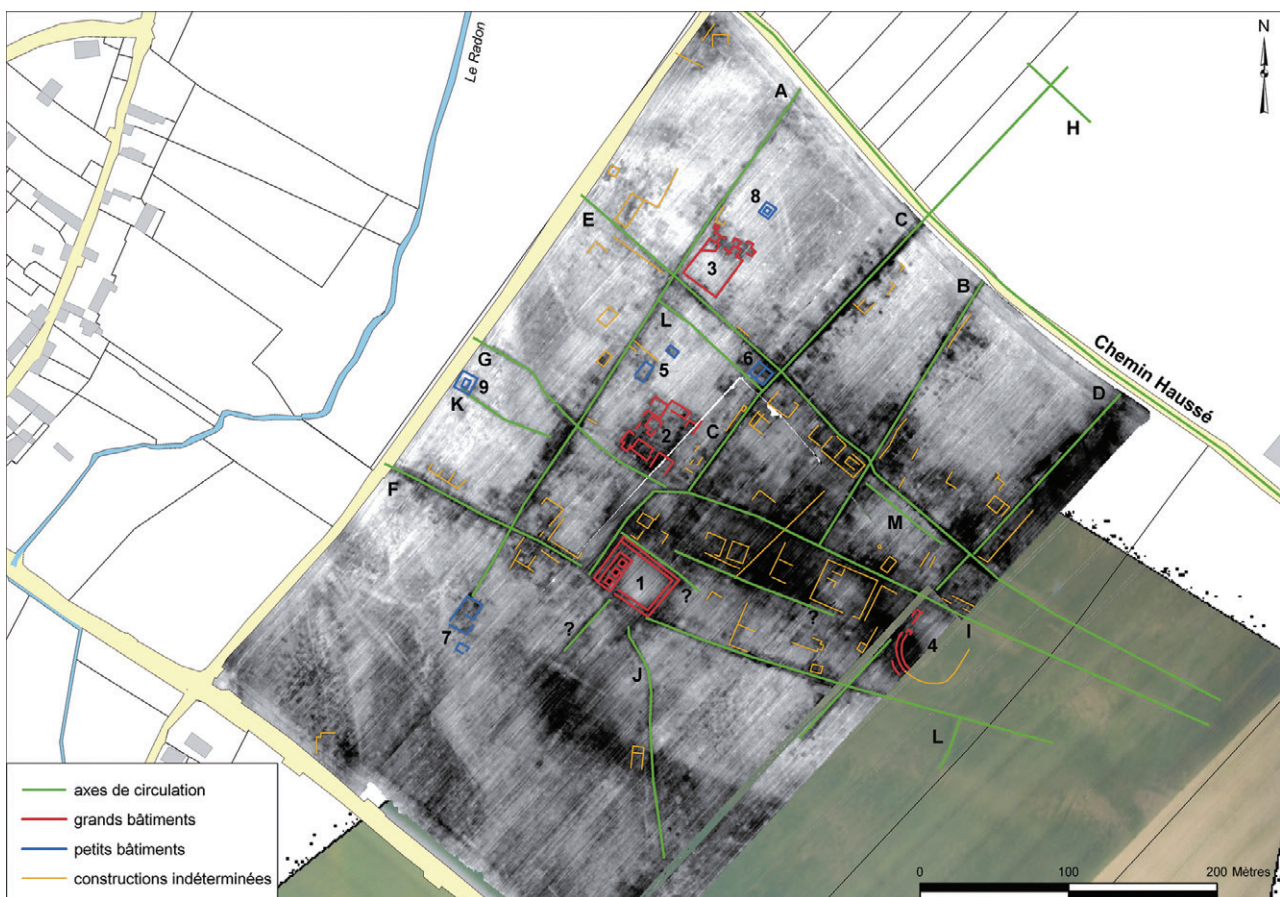 Le Radon
N
A
H
8
C
E
3
B
L
Chemin Haussé
G
6
5
9
D
K
2
C
F
M
1
?
?
7
?
4
I
J
L
axes de circulation
grands bâtiments
petits bâtiments
constructions indéterminées
0 100 200 Mètres